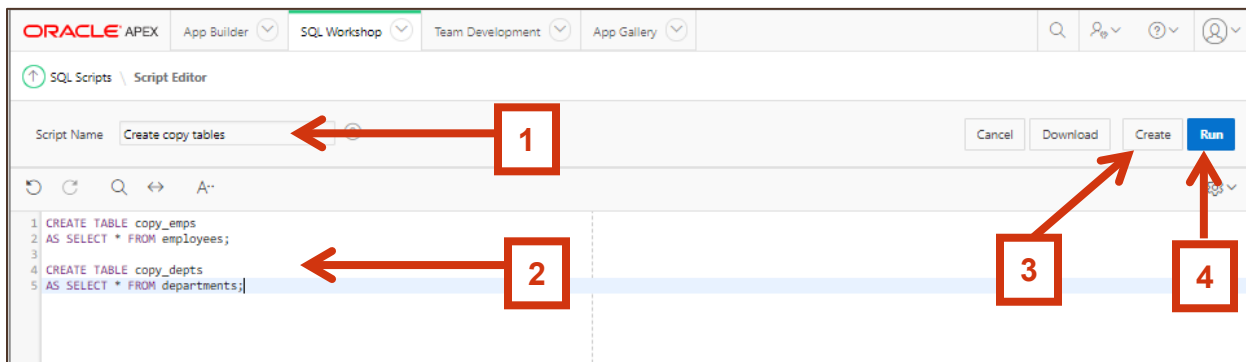 ORACLE APEX App Builder SQL Workshop Team Development App Gallery
SQL Scripts \ Script Editor
Script Name Create copy tables 1 Cancel Download Create Run
A··
1 CREATE TABLE copy_emps
2 AS SELECT * FROM employees;
3
4 CREATE TABLE copy_depts
5 AS SELECT * FROM departments;
2 3 4